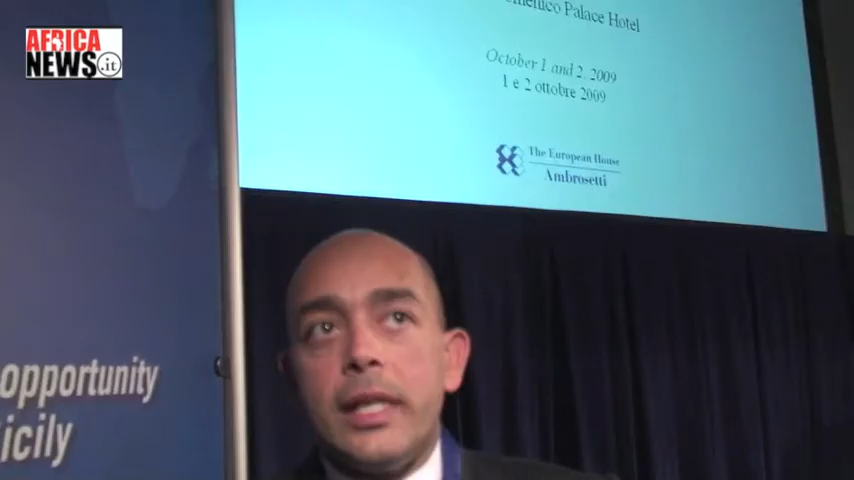 AFRICA
NEWS.it
Palace Hotel
October 1 and 2, 2009
1 e 2 ottobre 2009
The European House
Ambrosetti
opportunity